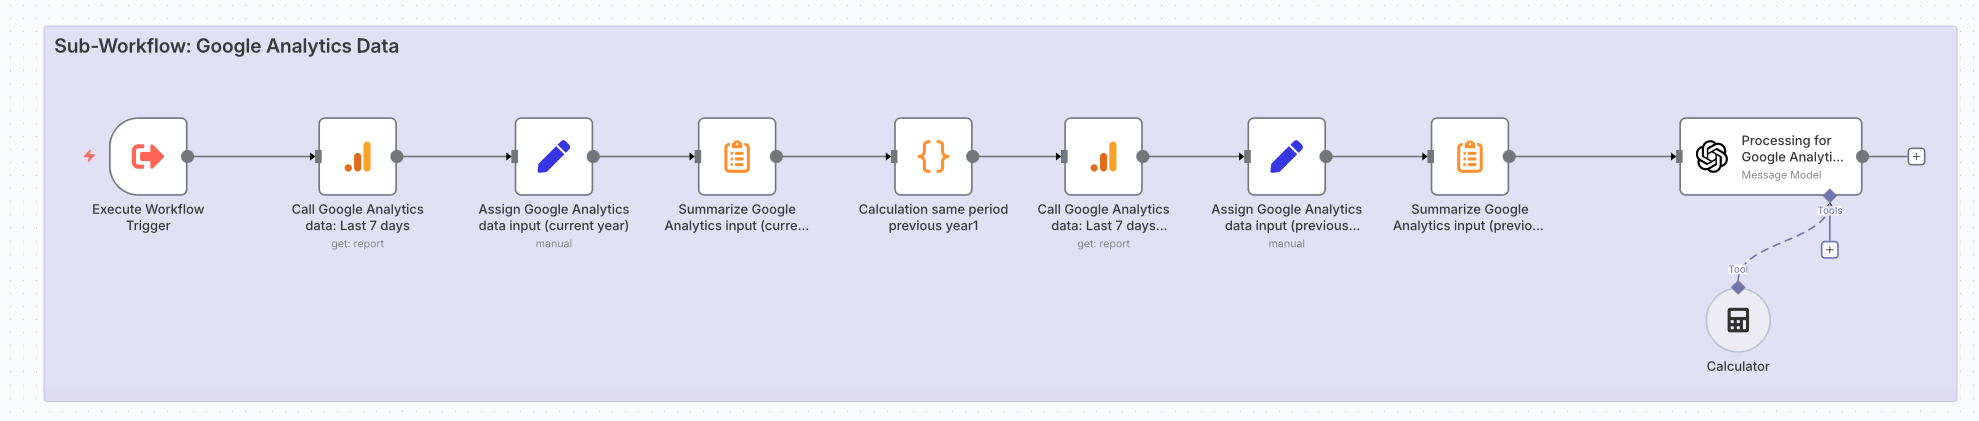 Sub-Workflow: Google Analytics Data
Execute Workflow
Trigger
Call Google Analytics
data: Last 7 days
get: report
Assign Google Analytics
data input (current year)
manual
Summarize Google
Analytics input (curre...
Calculation same period
previous year1
Call Google Analytics
data: Last 7 days...
get: report
Assign Google Analytics
data input (previous...
manual
Summarize Google
Analytics input (previo...
Processing for
Google Analyti...
Message Model
Tools
Tool
Calculator